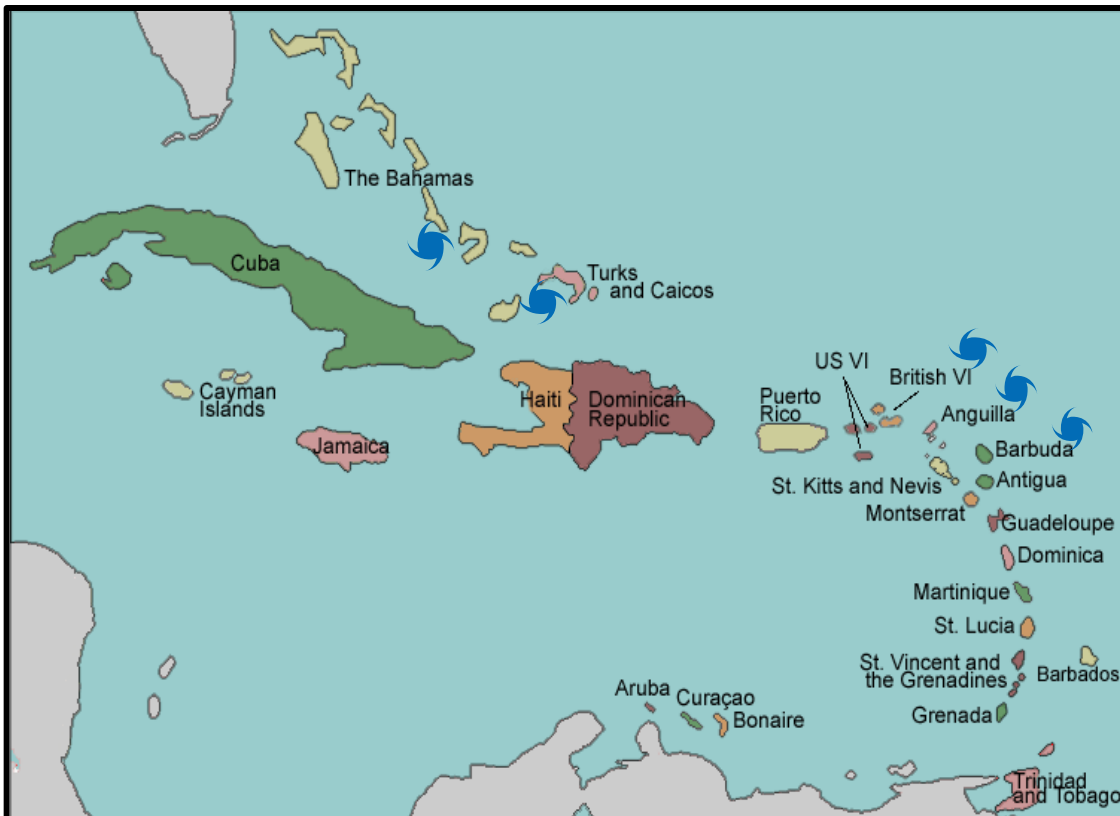 The Bahamas
Cuba
Turks
and Caicos
Cayman
Islands
Jamaica
Haiti
Dominican
Republic
Puerto
Rico
US VI
British VI
Anguilla
Barbuda
Antigua
St. Kitts and Nevis
Montserrat
Guadeloupe
Dominica
Martinique
St. Lucia
St. Vincent and
the Grenadines
Barbados
Grenada
Aruba
Curaçao
Bonaire
Trinidad
and Tobago